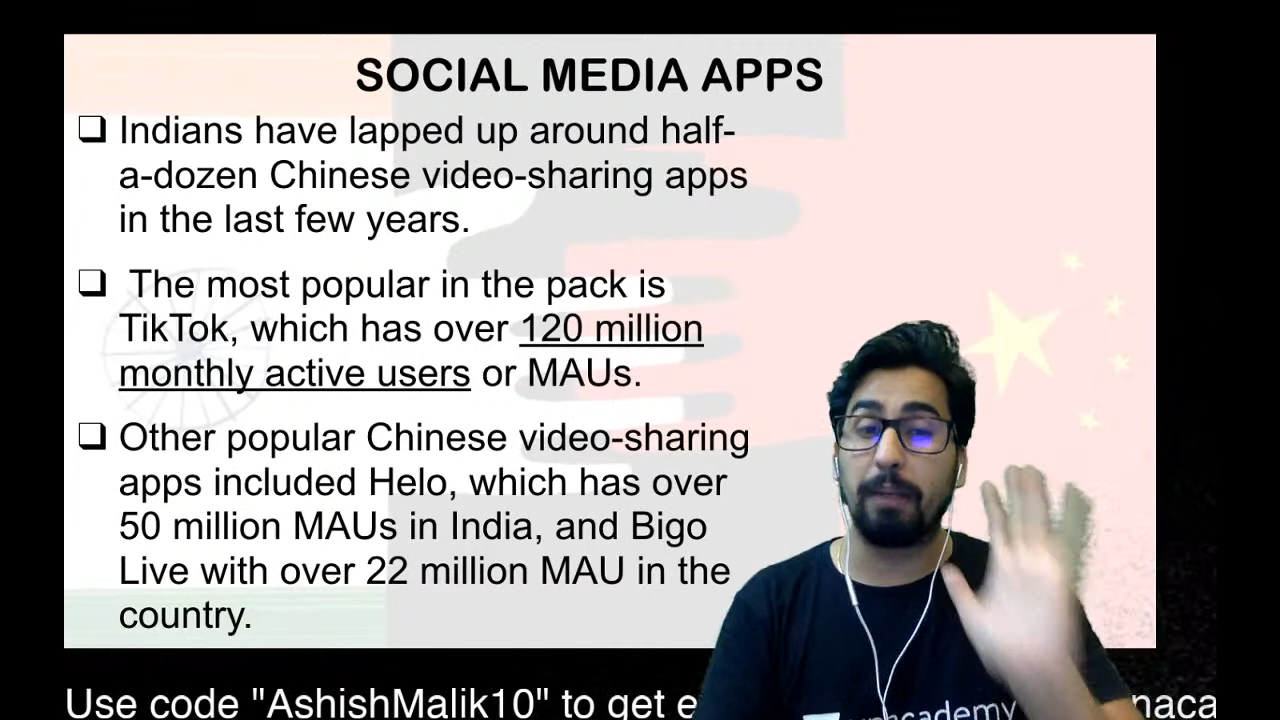 SOCIAL MEDIA APPS
❑ Indians have lapped up around half-
a-dozen Chinese video-sharing apps
in the last few years.
❑ The most popular in the pack is
TikTok, which has over 120 million
monthly active users or MAUs.
❑ Other popular Chinese video-sharing
apps included Helo, which has over
50 million MAUs in India, and Bigo
Live with over 22 million MAU in the
country.
Use code "AshishMalik10" to get